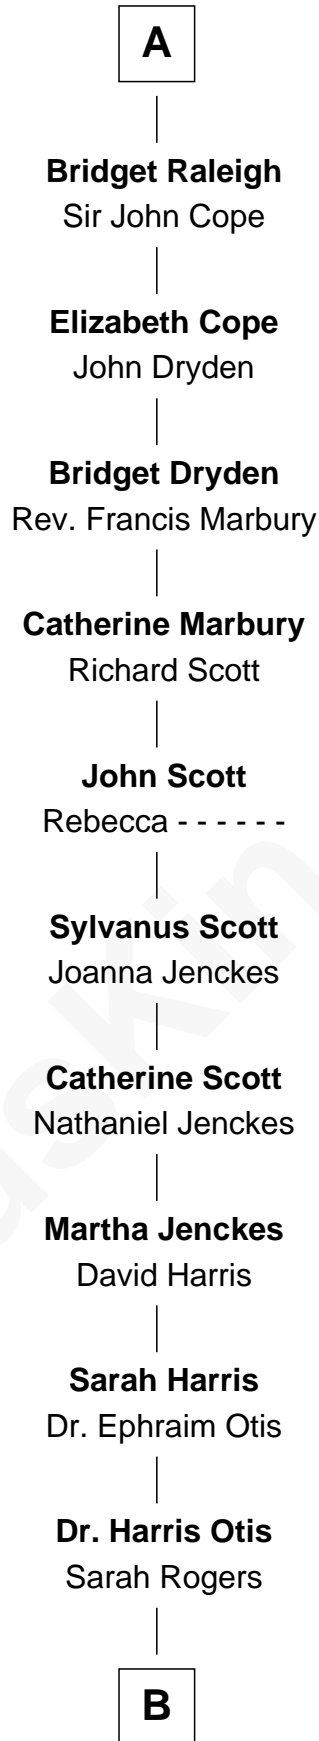 A
Bridget Raleigh
Sir John Cope
Elizabeth Cope
John Dryden
Bridget Dryden
Rev. Francis Marbury
Catherine Marbury
Richard Scott
John Scott
Rebecca - - - - - -
Sylvanus Scott
Joanna Jenckes
Catherine Scott
Nathaniel Jenckes
Martha Jenckes
David Harris
Sarah Harris
Dr. Ephraim Otis
Dr. Harris Otis
Sarah Rogers
B